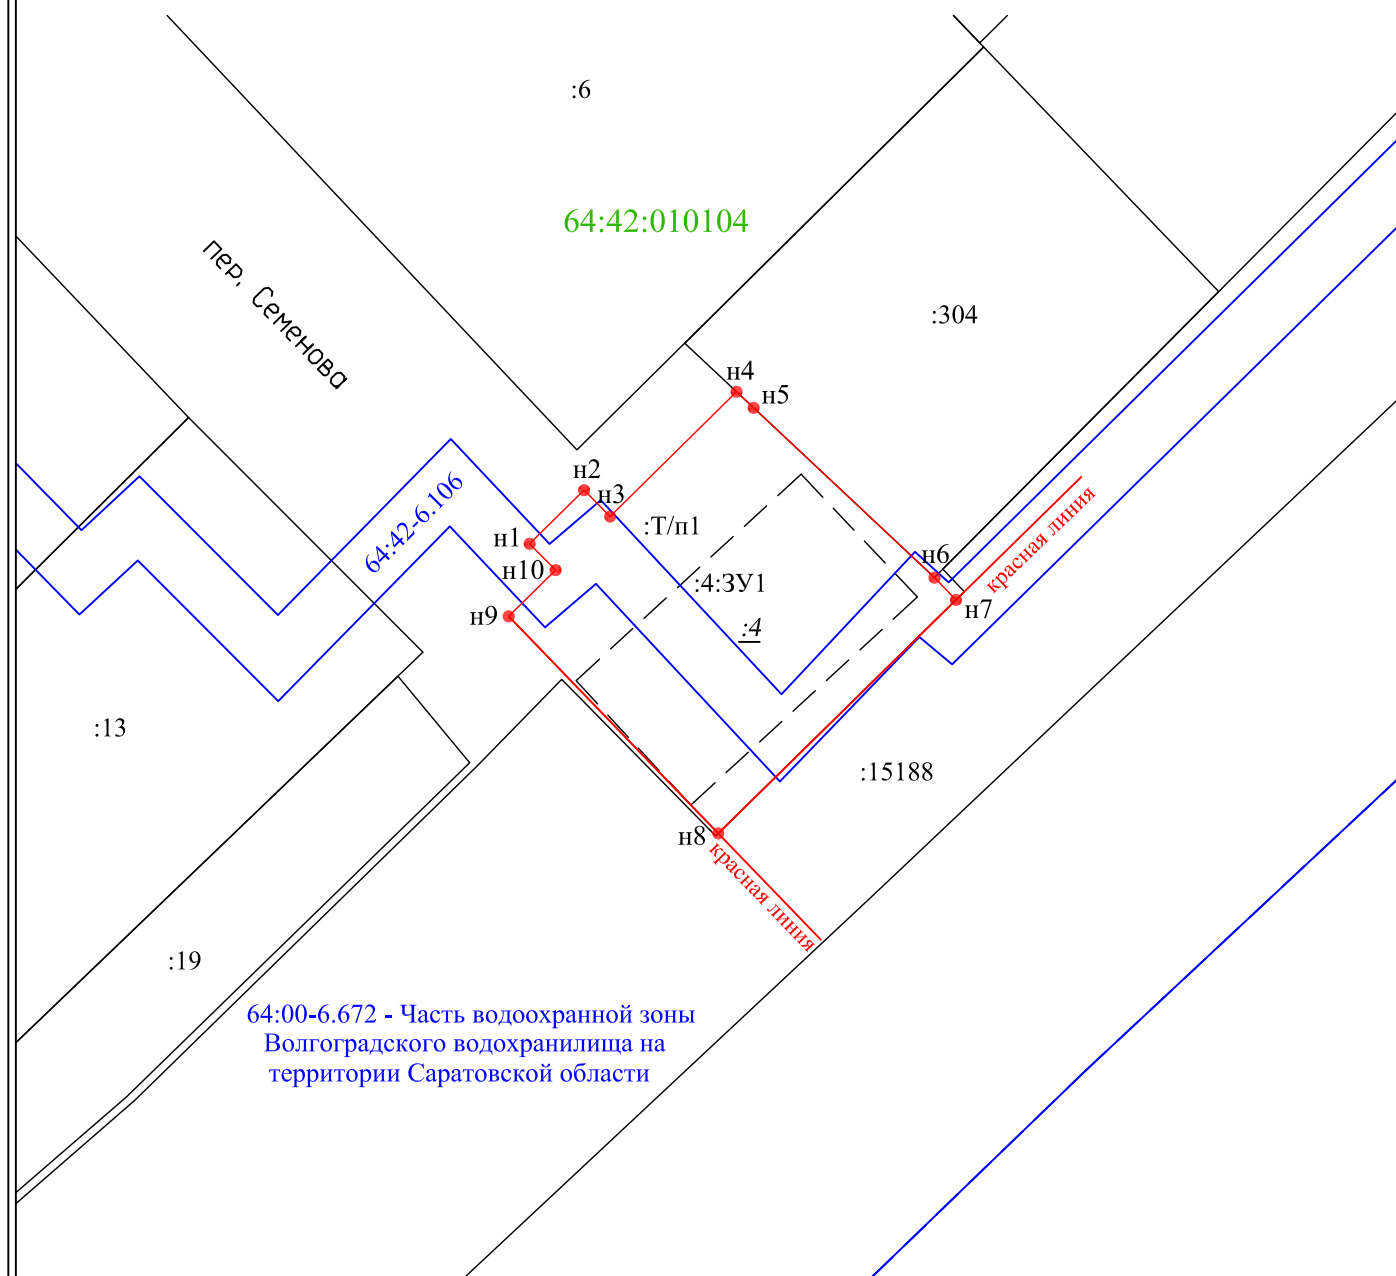 :6
64:42:010104
пер. Семенова
:304
н4
н5
н2
н3
64:42-6.106
:Т/п1
н1
н10
н6
красная линия
:4:ЗУ1
н7
н9
:4
:13
:15188
н8
красная линия
:19
64:00-6.672 - Часть водоохранной зоны
Волгоградского водохранилища на
территории Саратовской области